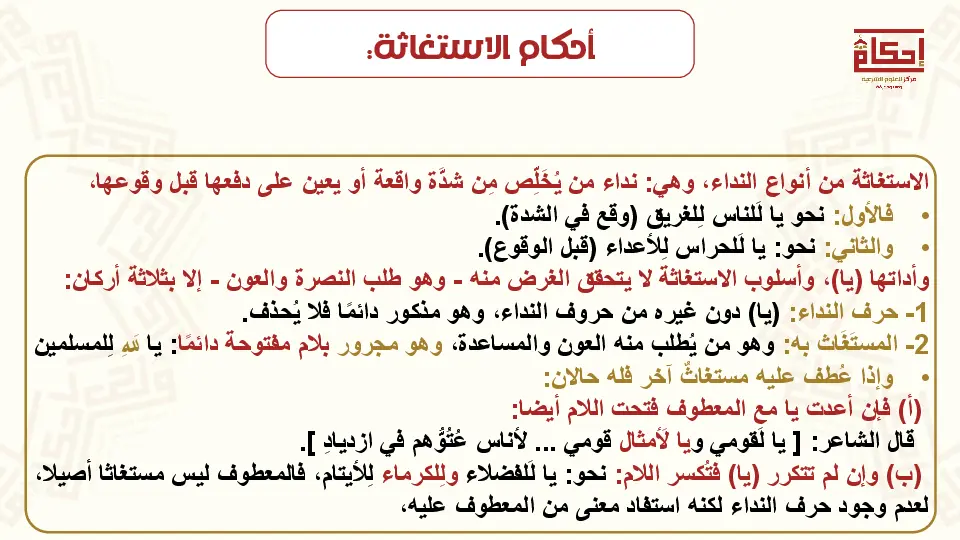 أحكام الاستغاثة:
إحكام
مركز للعلوم الشرعية
الاستغاثة من أنواع النداء، وهي: نداء من يُخَلِّص مِن شدَّة واقعة أو يعين على دفعها قبل وقوعها،
• فالأول: نحو يا لَلناس لِلغريق (وقع في الشدة).
• والثاني: نحو: يا لَلحراس لِلأعداء (قبل الوقوع).
وأداتها (يا)، وأسلوب الاستغاثة لا يتحقق الغرض منه - وهو طلب النصرة والعون - إلا بثلاثة أركان:
1- حرف النداء: (يا) دون غيره من حروف النداء، وهو مذكور دائمًا فلا يُحذف.
2- المستَغَاث به: وهو من يُطلب منه العون والمساعدة، وهو مجرور بلام مفتوحة دائمًا: يا لَلهِ لِلمسلمين
• وإذا عُطف عليه مستغاثٌ آخر فله حالان:
(أ) فإن أعدت يا مع المعطوف فتحت اللام أيضا:
قال الشاعر: [ يا لَقومي ويا لَأمثال قومي ... لأناس عُتُوُّهم في ازديادِ ].
(ب) وإن لم تتكرر (يا) فتُكسر اللام: نحو: يا لَلفضلاء ولِلكرماء لِلأيتام، فالمعطوف ليس مستغاثا أصيلا،
لعدم وجود حرف النداء لكنه استفاد معنى من المعطوف عليه،